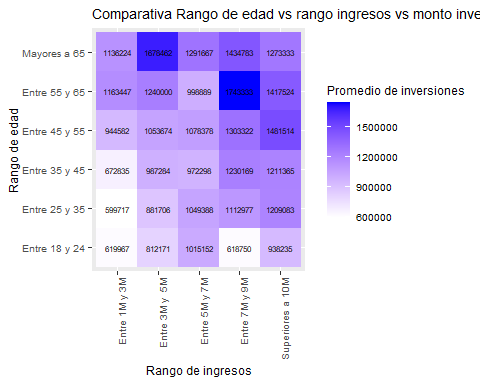 Comparativa Rango de edad vs rango ingresos vs monto inve
Rango de edad
Mayores a 65
1136224 1678462 1291667 1434783 1273333
Entre 55 y 65
1163447 1240000 998889 1417524
Entre 45 y 55
944582 1053674 1078378 1303322 1481514
Entre 35 y 45
672835 987284 972298 1230169 1211365
Entre 25 y 35
599717 881706 1049388 1112977 1209083
Entre 18 y 24
619967 812171 1015152 618750 938235
Entre 1M y 3M
Entre 3M y 5M
Entre 5M y 7M
Entre 7M y 9M
Superiores a 10M
Rango de ingresos
Promedio de inversiones
1500000
1200000
900000
600000